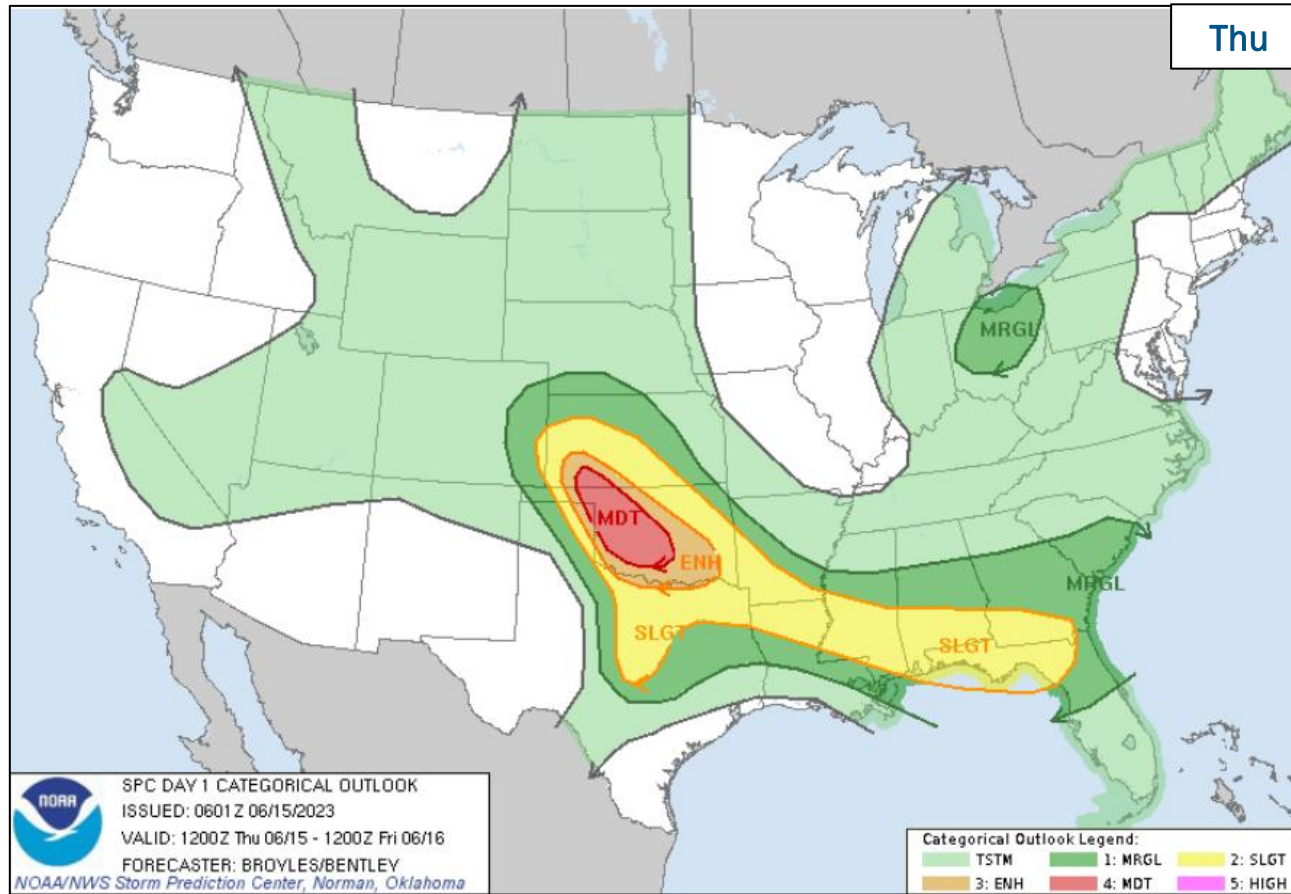 Thu
MRGL
MDT
ENH
MRGL
SLGT
SLGT
NOAA
SPC DAY 1 CATEGORICAL OUTLOOK
ISSUED: 0601Z 06/15/2023
VALID: 1200Z Thu 06/15 - 1200Z Fri 06/16
FORECASTER: BROYLES/BENTLEY
NOAA/NWS Storm Prediction Center, Norman, Oklahoma
Categorical Outlook Legend:
TSTM 1: MRGL 2: SLGT
3: ENH 4: MDT 5: HIGH